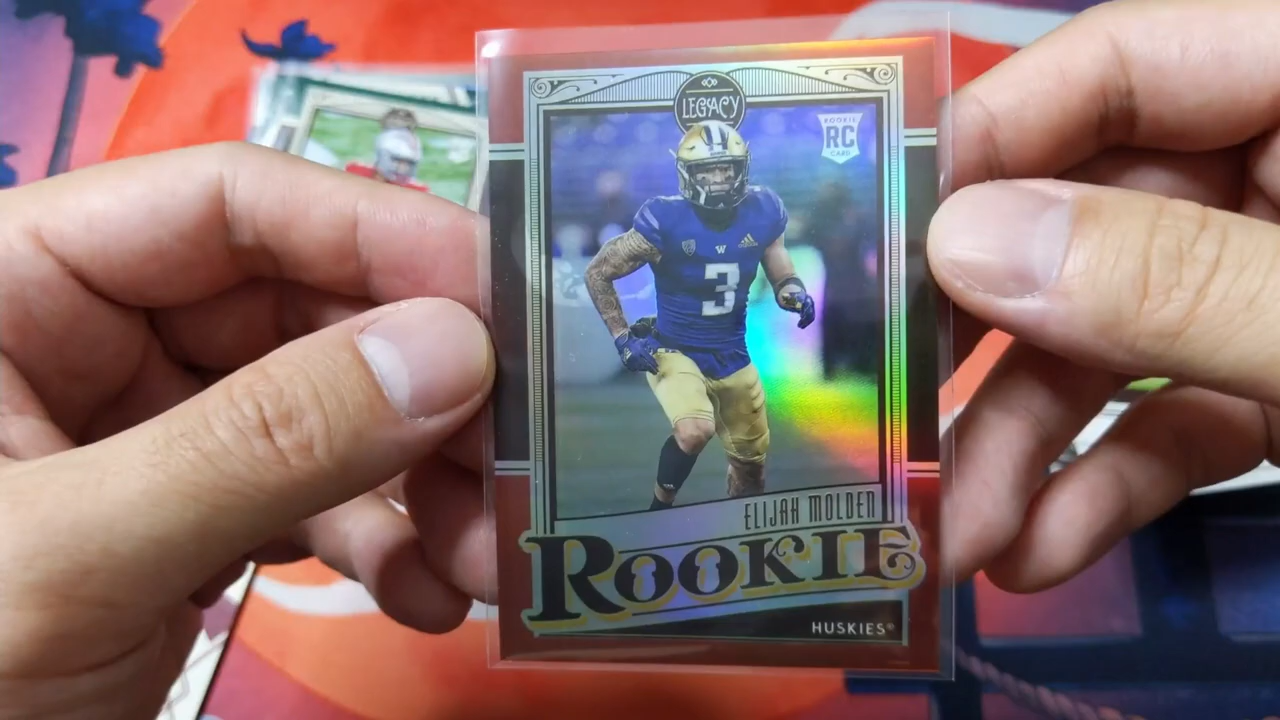 LEGACY
ROOKIE
RC
CARD
W
3
ELIJAH MOLDEN
ROOKIE
HUSKIES®